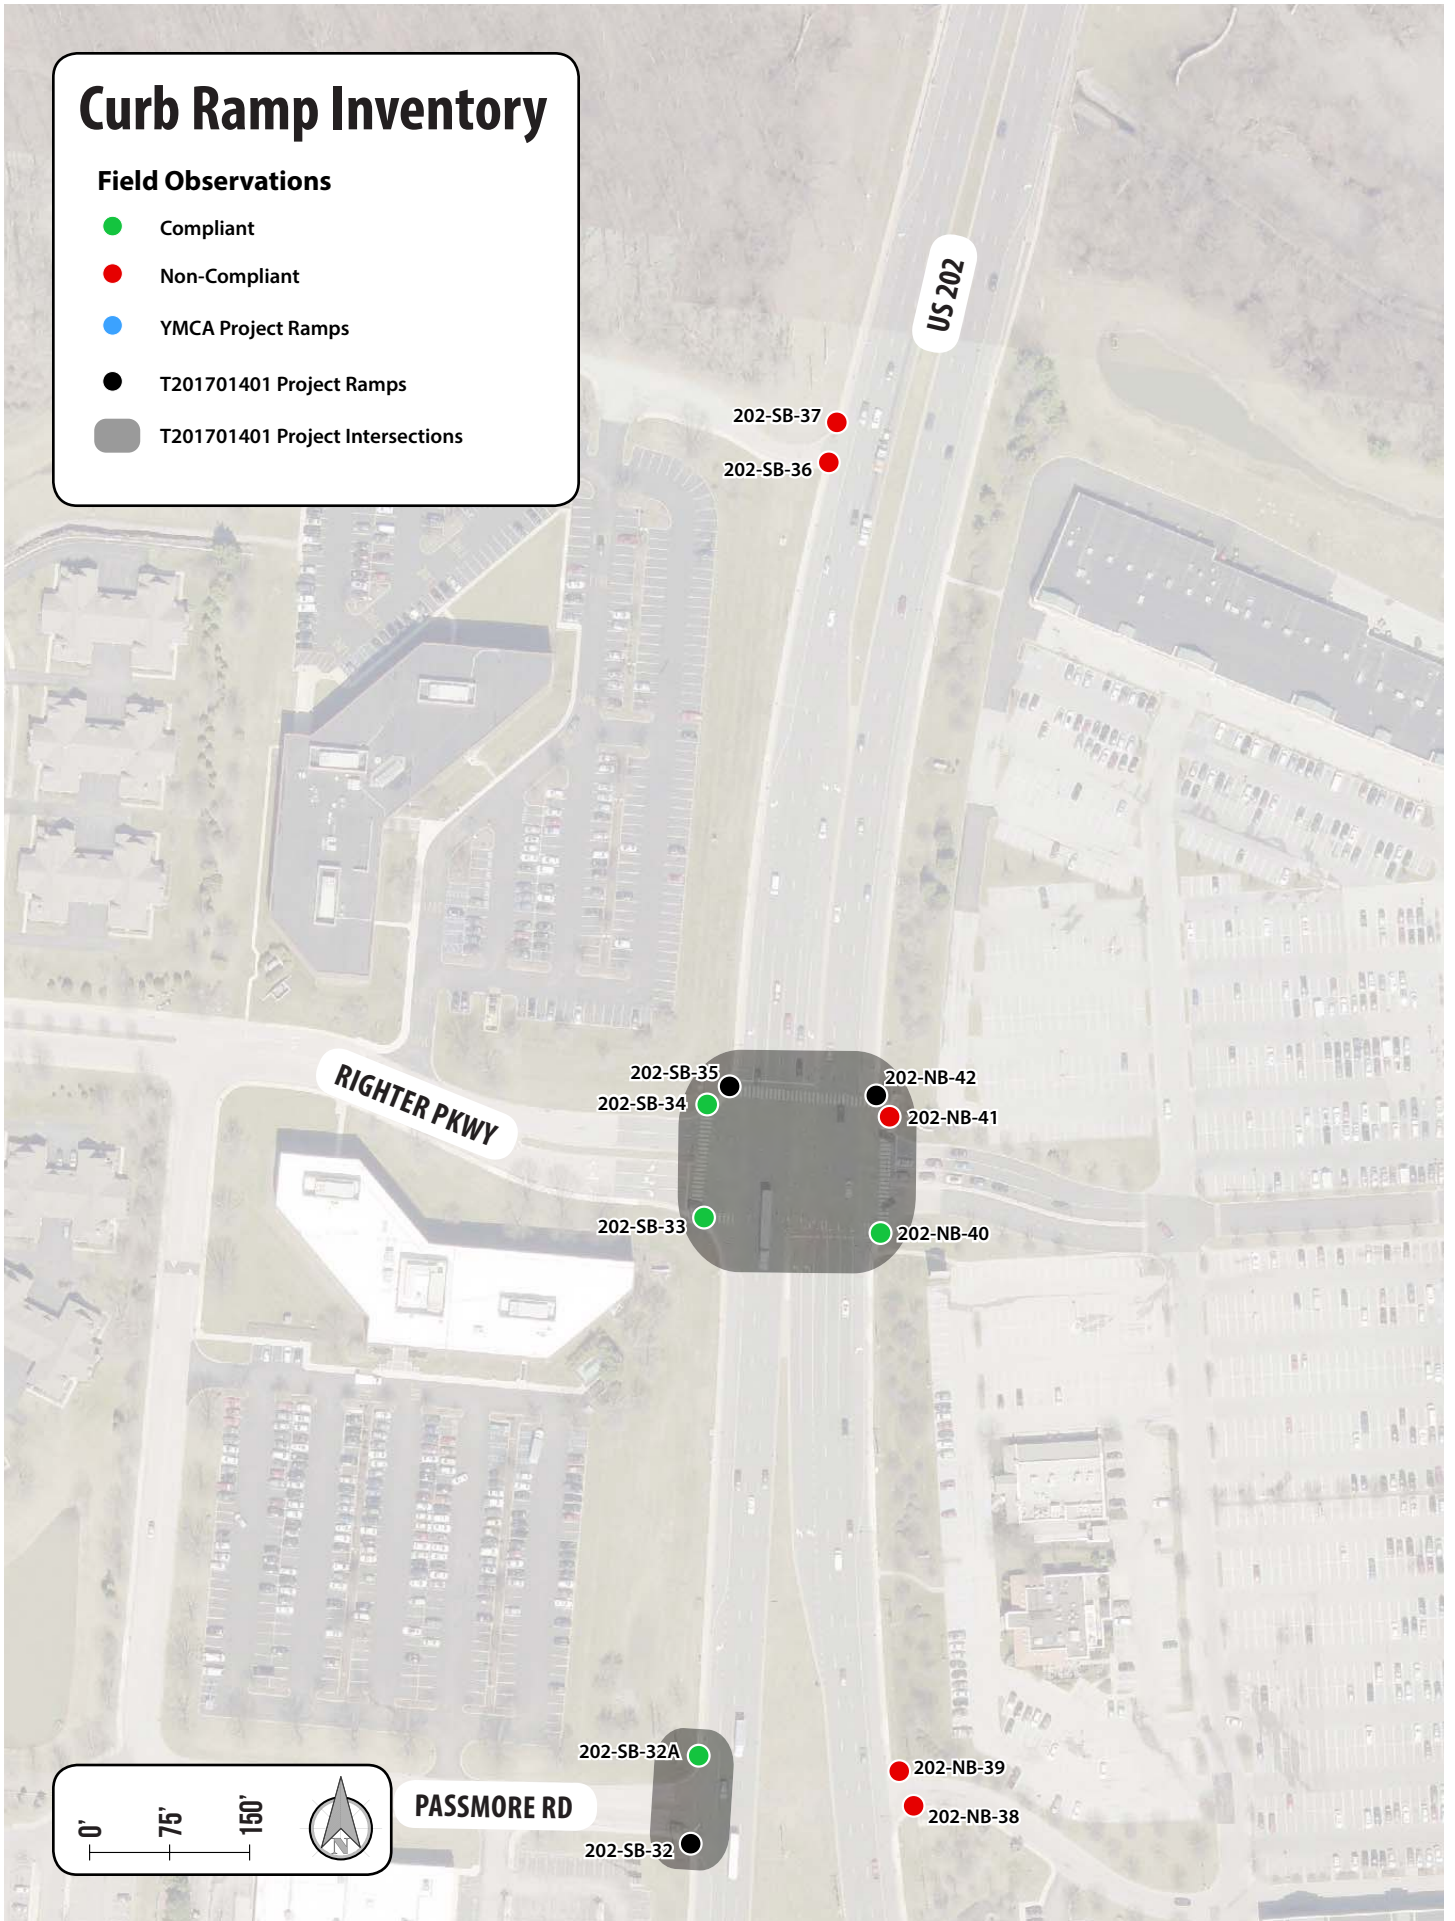 Curb Ramp Inventory
Field Observations
Compliant
Non-Compliant
YMCA Project Ramps
T201701401 Project Ramps
T201701401 Project Intersections
US 202
202-SB-37
202-SB-36
RIGHTER PKWY
202-SB-35
202-NB-42
202-SB-34
202-NB-41
202-SB-33
202-NB-40
202-SB-32A
202-NB-39
PASSMORE RD
202-NB-38
202-SB-32
0'
75'
150'
N